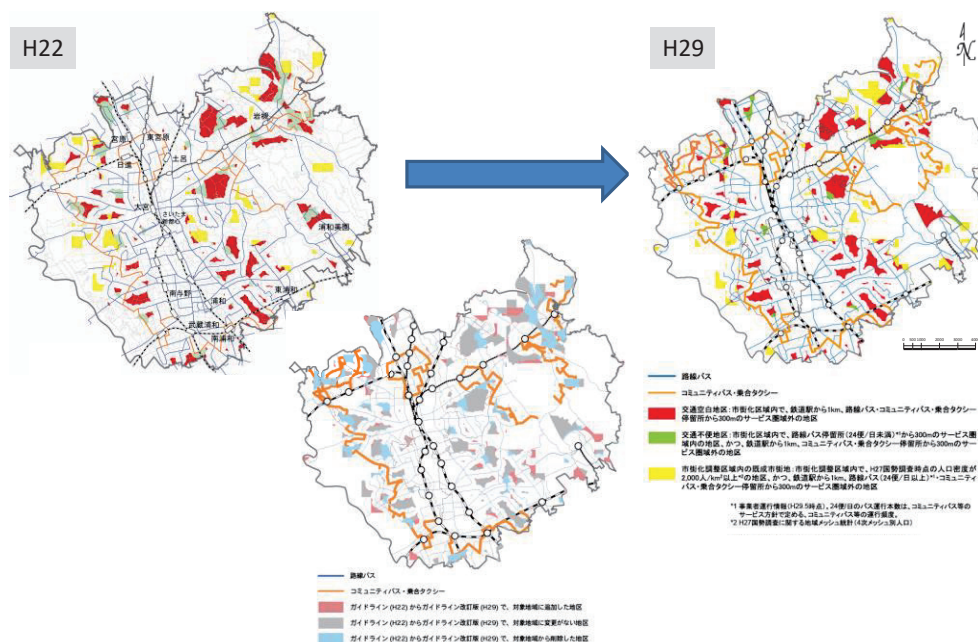 H22
宮原
東宮原
日進
土呂
岩槻
大宮
さいたま
新都心
浦和美園
南与野
浦和
東浦和
武蔵浦和
南浦和
H29
N
路線バス
コミュニティバス・乗合タクシー
交通空白地区：市街化区域内で、鉄道駅から1km、路線バス・コミュニティバス・乗合タクシー
停留所から300mのサービス圏域外の地区
交通不便地区：市街化区域内で、路線バス停留所(24便/日未満)*1から300mのサービス圏
域内の地区、かつ、鉄道駅から1km、コミュニティバス・乗合タクシー停留所から300mのサー
ビス圏域外の地区
市街化調整区域内の既成市街地：市街化調整区域内で、H27国勢調査時点の人口密度が
2,000人/km²以上*2の地区、かつ、鉄道駅から1km、路線バス(24便/日以上)*1・コミュニティ
バス・乗合タクシー停留所から300mのサービス圏域外の地区
*1 事業者運行情報(H29.5時点)。24便/日のバス運行本数は、コミュニティバス等の
サービス方針で定める、コミュニティバス等の運行頻度。
*2 H27国勢調査に関する地域メッシュ統計(4次メッシュ別人口)
路線バス
コミュニティバス・乗合タクシー
ガイドライン(H22)からガイドライン改訂版(H29)で、対象地域に追加した地区
ガイドライン(H22)からガイドライン改訂版(H29)で、対象地域に変更がない地区
ガイドライン(H22)からガイドライン改訂版(H29)で、対象地域から削除した地区